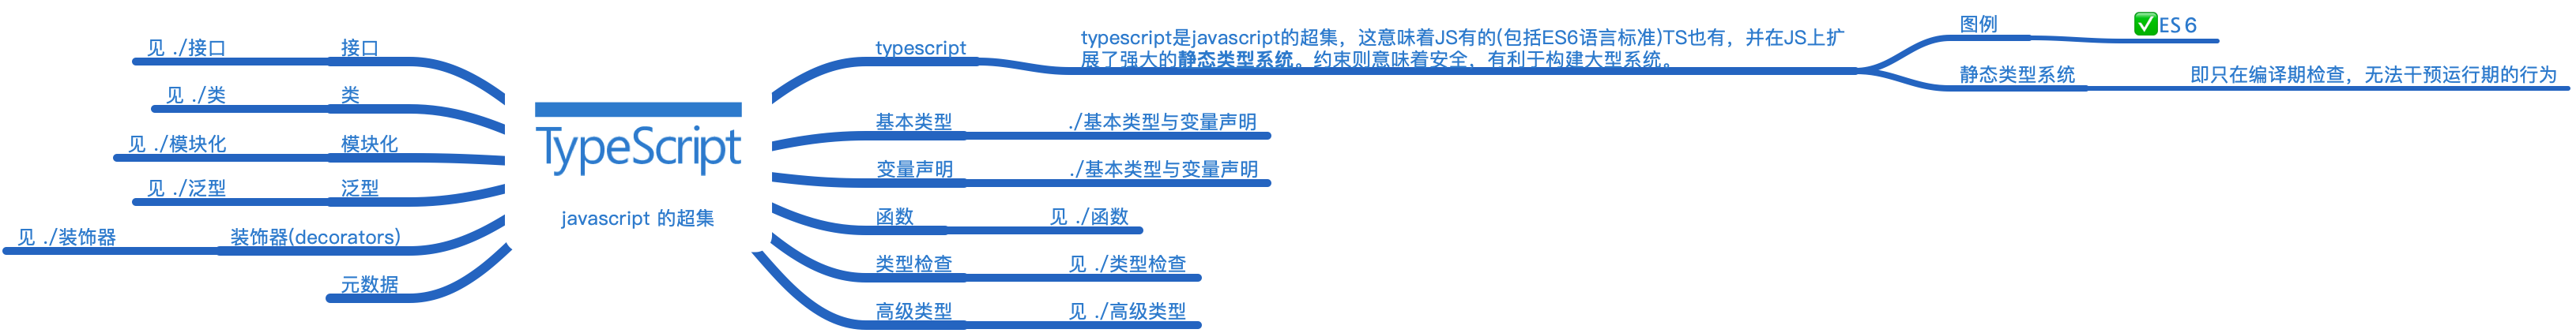 TypeScript
javascript 的超集
typescript
typescript是javascript的超集，这意味着JS有的(包括ES6语言标准)TS也有，并在JS上扩
展了强大的静态类型系统。约束则意味着安全，有利于构建大型系统。
图例
✅ES 6
静态类型系统
即只在编译期检查，无法干预运行期的行为
基本类型
./基本类型与变量声明
变量声明
./基本类型与变量声明
函数
见 ./函数
类型检查
见 ./类型检查
高级类型
见 ./高级类型
接口
见 ./接口
类
见 ./类
模块化
见 ./模块化
泛型
见 ./泛型
装饰器(decorators)
见 ./装饰器
元数据